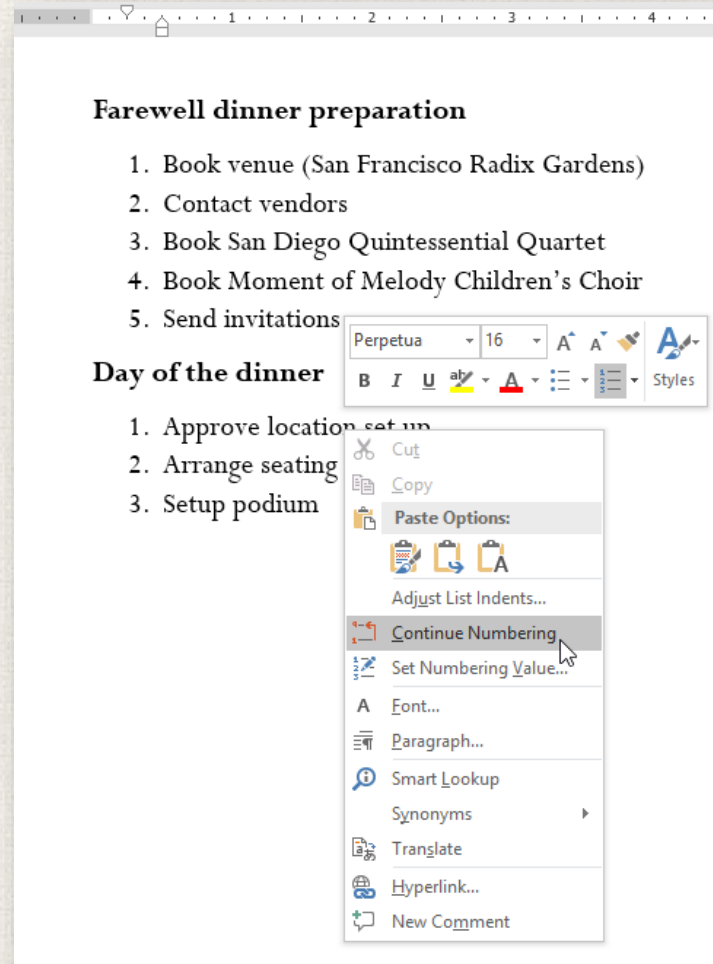 1 2 3 4
Farewell dinner preparation
1. Book venue (San Francisco Radix Gardens)
2. Contact vendors
3. Book San Diego Quintessential Quartet
4. Book Moment of Melody Children’s Choir
5. Send invitations
Perpetua 16 A A
B I U aby A Styles
Day of the dinner
1. Approve location set up
2. Arrange seating
3. Setup podium
Cut
Copy
Paste Options:
Adjust List Indents...
Continue Numbering
Set Numbering Value...
A Font...
Paragraph...
Smart Lookup
Synonyms
Translate
Hyperlink...
New Comment